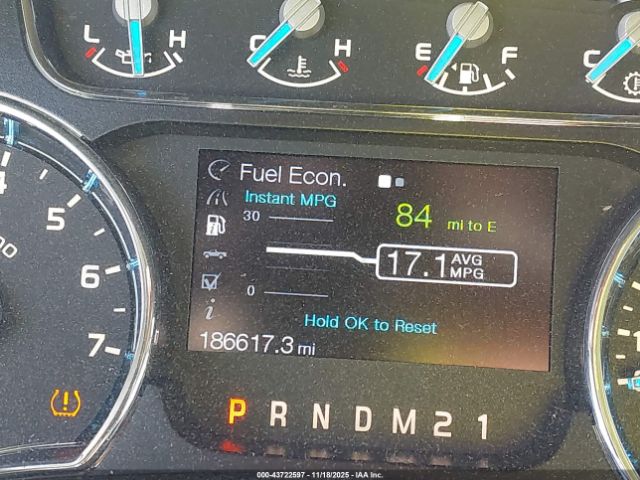 L H C H E F C
Fuel Econ.
Instant MPG
30
84 mi to E
17.1 AVG MPG
0
Hold OK to Reset
186617.3 mi
4
5
6
7
P R N D M 2 1
000-43722597 - 11/18/2025 - IAA Inc.